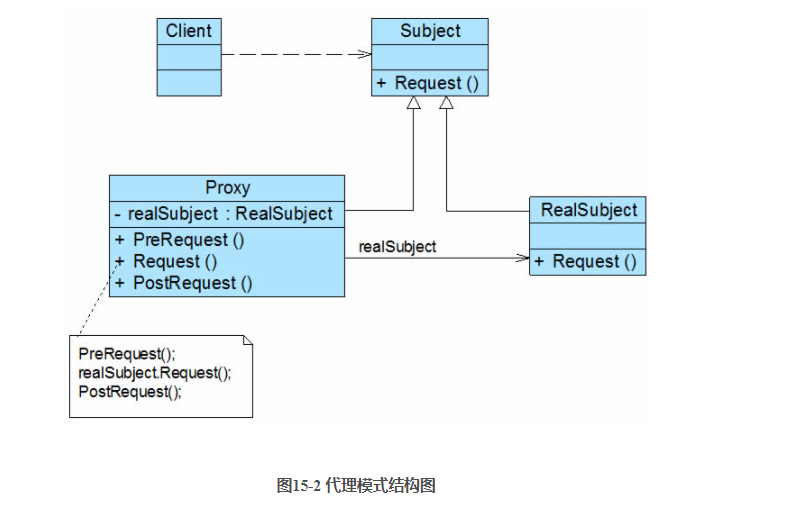 Client
Subject
+ Request ()
Proxy
- realSubject : RealSubject
+ PreRequest ()
+ Request ()
+ PostRequest ()
realSubject
RealSubject
+ Request ()
PreRequest();
realSubject.Request();
PostRequest();
图15-2 代理模式结构图